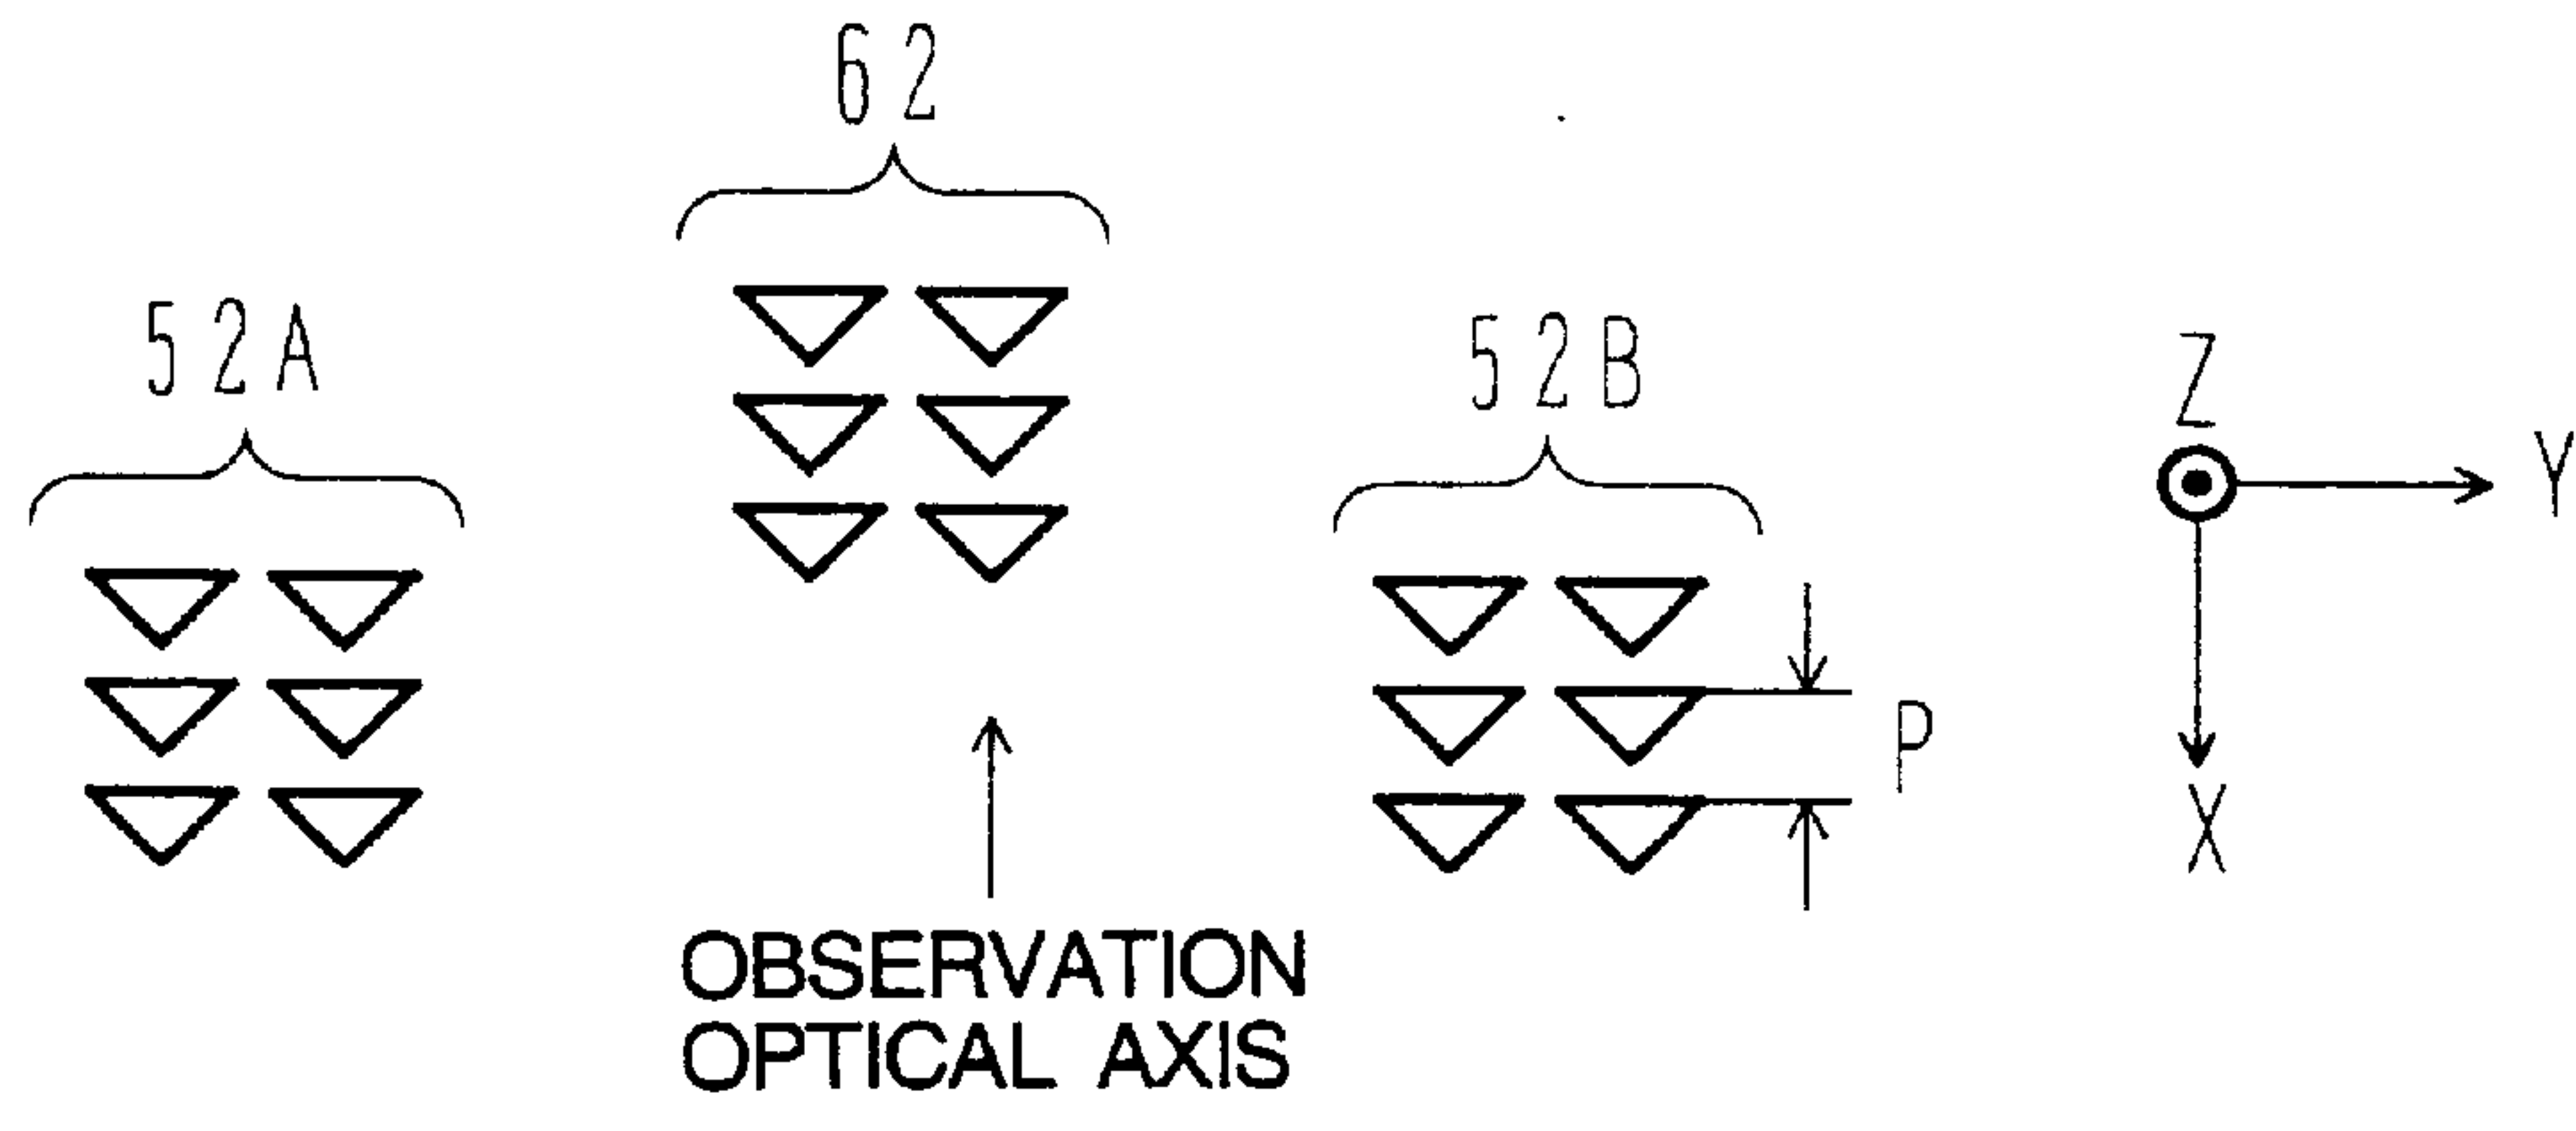 62
52A
52B
Z
Y
P
X
OBSERVATION
OPTICAL AXIS